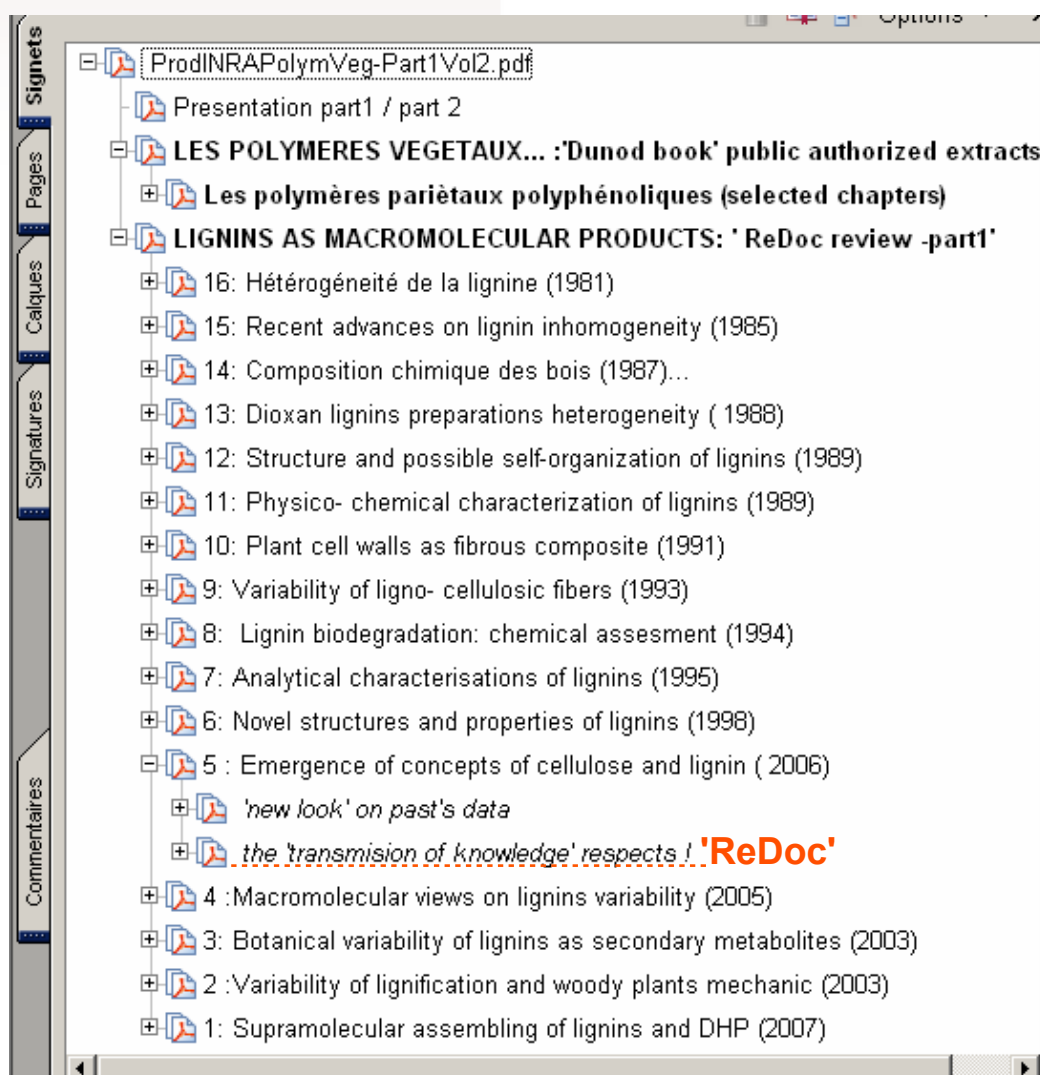 Options
Signets
Pages
Calques
Signatures
Commentaires
ProdINRAPolymVeg-Part1Vol2.pdf
Presentation part1 / part 2
LES POLYMERES VEGETAUX... :'Dunod book' public authorized extracts
Les polymères pariètaux polyphénoliques (selected chapters)
LIGNINS AS MACROMOLECULAR PRODUCTS: ' ReDoc review -part1'
16: Hétérogéneité de la lignine (1981)
15: Recent advances on lignin inhomogeneity (1985)
14: Composition chimique des bois (1987)...
13: Dioxan lignins preparations heterogeneity ( 1988)
12: Structure and possible self-organization of lignins (1989)
11: Physico- chemical characterization of lignins (1989)
10: Plant cell walls as fibrous composite (1991)
9: Variability of ligno- cellulosic fibers (1993)
8: Lignin biodegradation: chemical assesment (1994)
7: Analytical characterisations of lignins (1995)
6: Novel structures and properties of lignins (1998)
5 : Emergence of concepts of cellulose and lignin ( 2006)
'new look' on past's data
the 'transmision of knowledge' respects ! 'ReDoc'
4 :Macromolecular views on lignins variability (2005)
3: Botanical variability of lignins as secondary metabolites (2003)
2 :Variability of lignification and woody plants mechanic (2003)
1: Supramolecular assembling of lignins and DHP (2007)